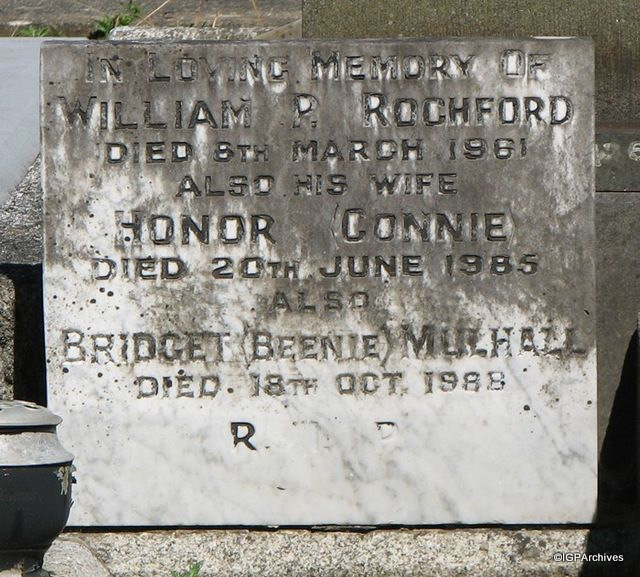 In Loving Memory Of
William P. Rochford
Died 8th March 1961
Also His Wife
Honor (Connie)
Died 20th June 1985
Also
Bridget (Beenie) Mulhall
Died. 18th Oct. 1988
R. I. P
©IGPArchives